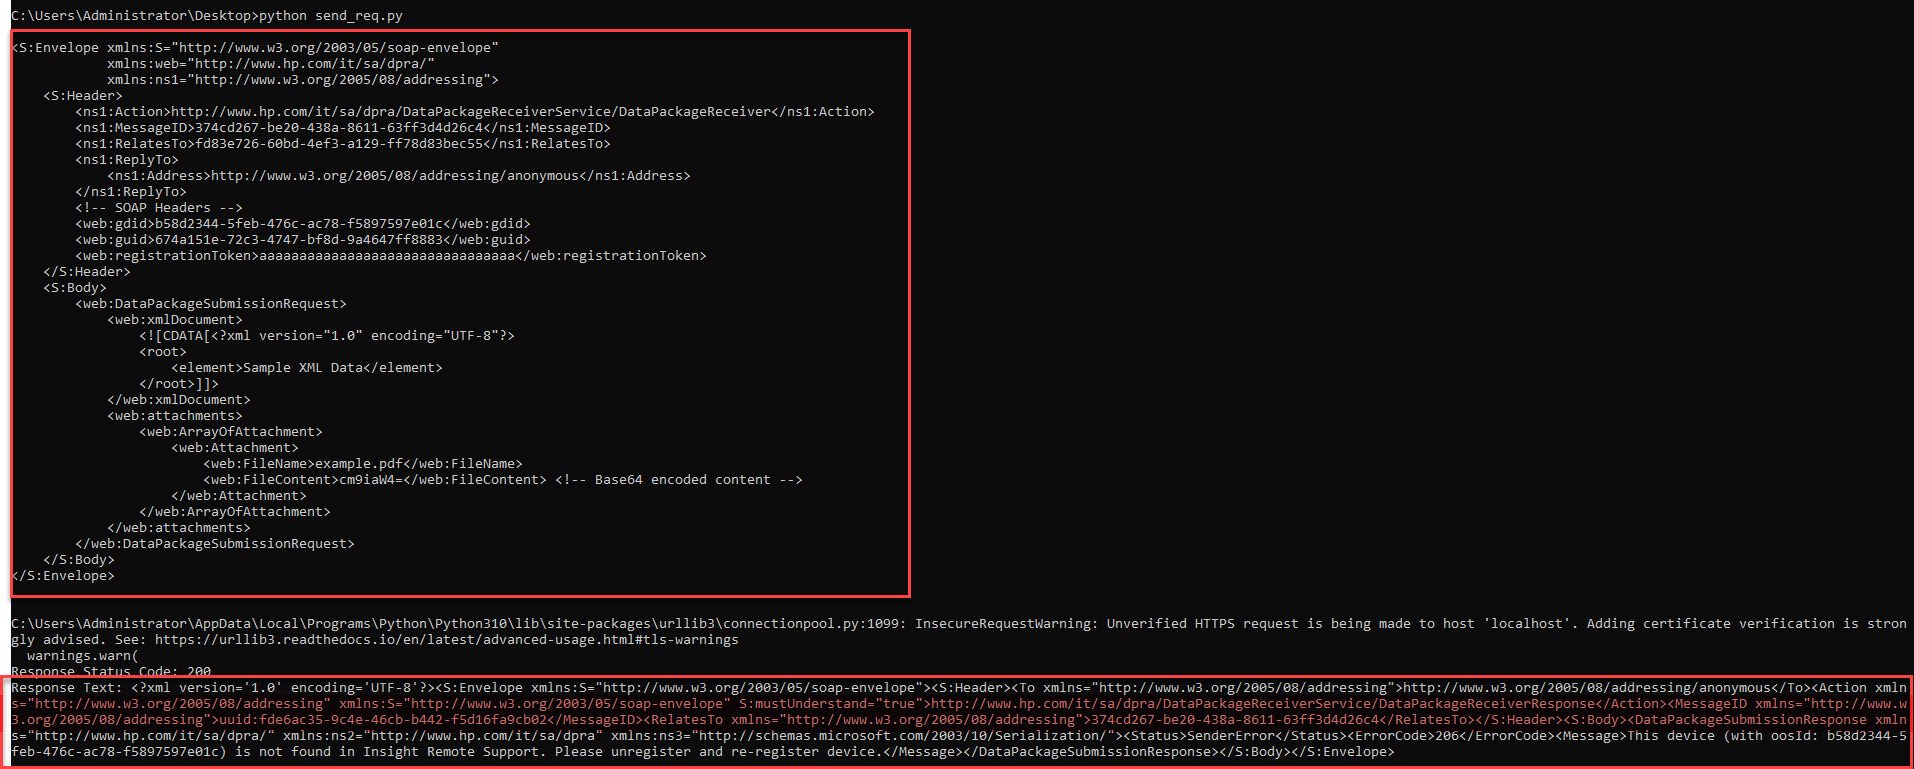 C:\Users\Administrator\Desktop>python send_req.py
<S:Envelope xmlns:S="http://www.w3.org/2003/05/soap-envelope"
xmlns:web="http://www.hp.com/it/sa/dpra/"
xmlns:ns1="http://www.w3.org/2005/08/addressing">
<S:Header>
<ns1:Action>http://www.hp.com/it/sa/dpra/DataPackageReceiverService/DataPackageReceiver</ns1:Action>
<ns1:MessageID>374cd267-be20-438a-8611-63ff3d4d26c4</ns1:MessageID>
<ns1:RelatesTo>fd83e726-60bd-4ef3-a129-ff78d83bec55</ns1:RelatesTo>
<ns1:ReplyTo>
<ns1:Address>http://www.w3.org/2005/08/addressing/anonymous</ns1:Address>
</ns1:ReplyTo>
<!-- SOAP Headers -->
<web:gdid>b58d2344-5feb-476c-ac78-f5897597e01c</web:gdid>
<web:guid>674a151e-72c3-4747-bf8d-9a4647ff8883</web:guid>
<web:registrationToken>aaaaaaaaaaaaaaaaaaaaaaaaaaaaaaaa</web:registrationToken>
</S:Header>
<S:Body>
<web:DataPackageSubmissionRequest>
<web:xmlDocument>
<![CDATA[<?xml version="1.0" encoding="UTF-8"?>
<root>
<element>Sample XML Data</element>
</root>]]>
</web:xmlDocument>
<web:attachments>
<web:ArrayOfAttachment>
<web:Attachment>
<web:FileName>example.pdf</web:FileName>
<web:FileContent>cm9iaW4=</web:FileContent> <!-- Base64 encoded content -->
</web:Attachment>
</web:ArrayOfAttachment>
</web:attachments>
</web:DataPackageSubmissionRequest>
</S:Body>
</S:Envelope>
C:\Users\Administrator\AppData\Local\Programs\Python\Python310\lib\site-packages\urllib3\connectionpool.py:1099: InsecureRequestWarning: Unverified HTTPS request is being made to host 'localhost'. Adding certificate verification is stron
gly advised. See: https://urllib3.readthedocs.io/en/latest/advanced-usage.html#tls-warnings
warnings.warn(
Response Status Code: 200
Response Text: <?xml version='1.0' encoding='UTF-8'?><S:Envelope xmlns:S="http://www.w3.org/2003/05/soap-envelope"><S:Header><To xmlns="http://www.w3.org/2005/08/addressing">http://www.w3.org/2005/08/addressing/anonymous</To><Action xmln
s="http://www.w3.org/2005/08/addressing" xmlns:S="http://www.w3.org/2003/05/soap-envelope" S:mustUnderstand="true">http://www.hp.com/it/sa/dpra/DataPackageReceiverService/DataPackageReceiverResponse</Action><MessageID xmlns="http://www.w
3.org/2005/08/addressing">uuid:fde6ac35-9c4e-46cb-b442-f5d16fa9cb02</MessageID><RelatesTo xmlns="http://www.w3.org/2005/08/addressing">374cd267-be20-438a-8611-63ff3d4d26c4</RelatesTo></S:Header><S:Body><DataPackageSubmissionResponse xmln
s="http://www.hp.com/it/sa/dpra/" xmlns:ns2="http://www.hp.com/it/sa/dpra" xmlns:ns3="http://schemas.microsoft.com/2003/10/Serialization/"><Status>SenderError</Status><ErrorCode>206</ErrorCode><Message>This device (with oosId: b58d2344-5
feb-476c-ac78-f5897597e01c) is not found in Insight Remote Support. Please unregister and re-register device.</Message></DataPackageSubmissionResponse></S:Body></S:Envelope>